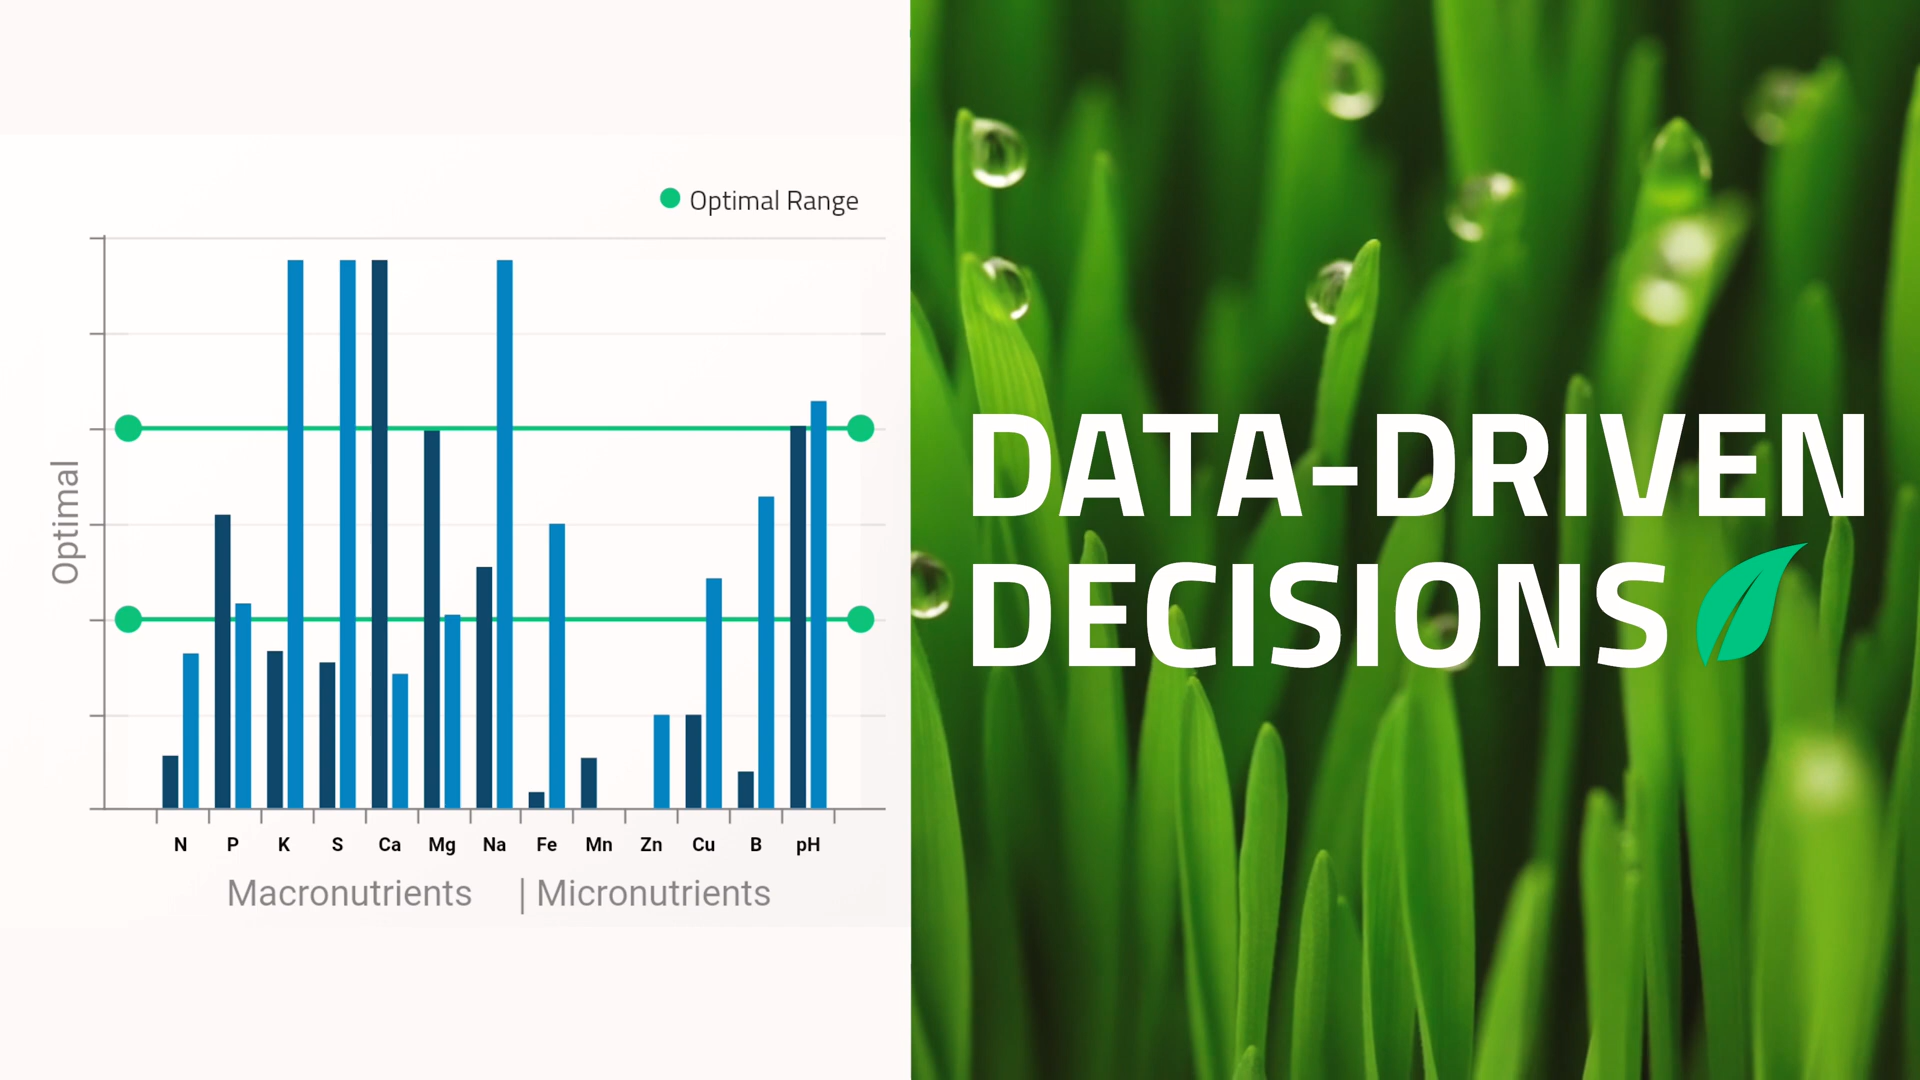 Optimal Range
Optimal
N P K S Ca Mg Na Fe Mn Zn Cu B pH
Macronutrients | Micronutrients
DATA-DRIVEN
DECISIONS